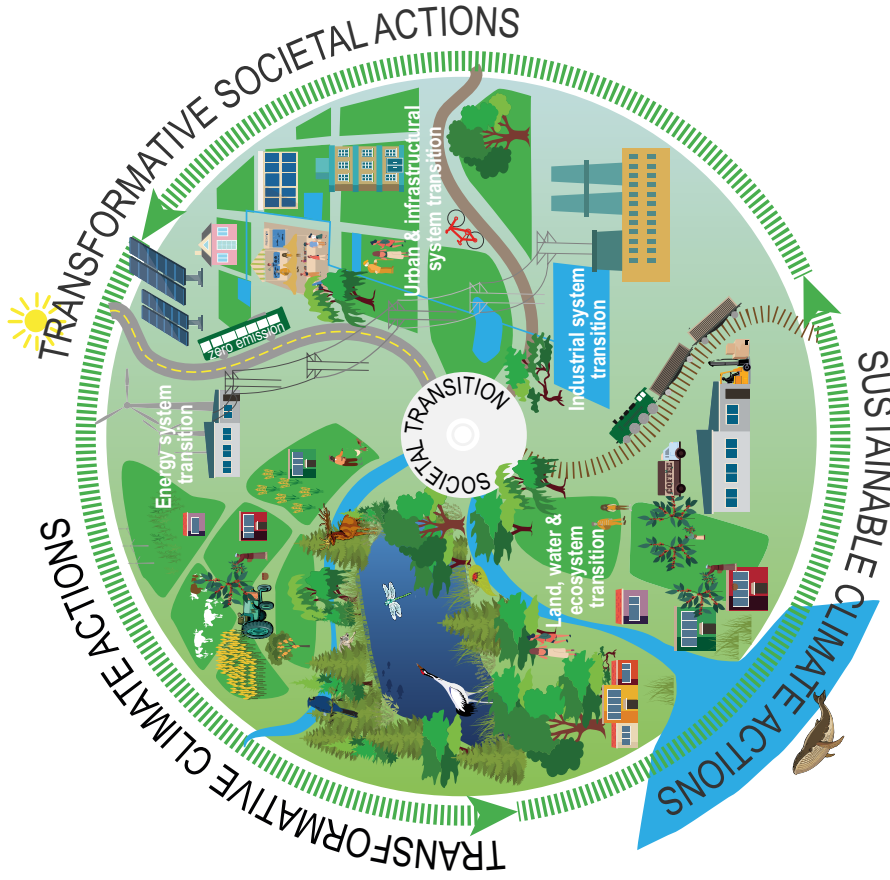 TRANSFORMATIVE SOCIETAL ACTIONS
Urban & infrastructural
system transition
Industrial system
transition
zero emission
SOCIETAL TRANSITION
Energy system
transition
Land, water &
ecosystem
transition
COFFEE
TRANSFORMATIVE CLIMATE ACTIONS
SUSTAINABLE CLIMATE ACTIONS